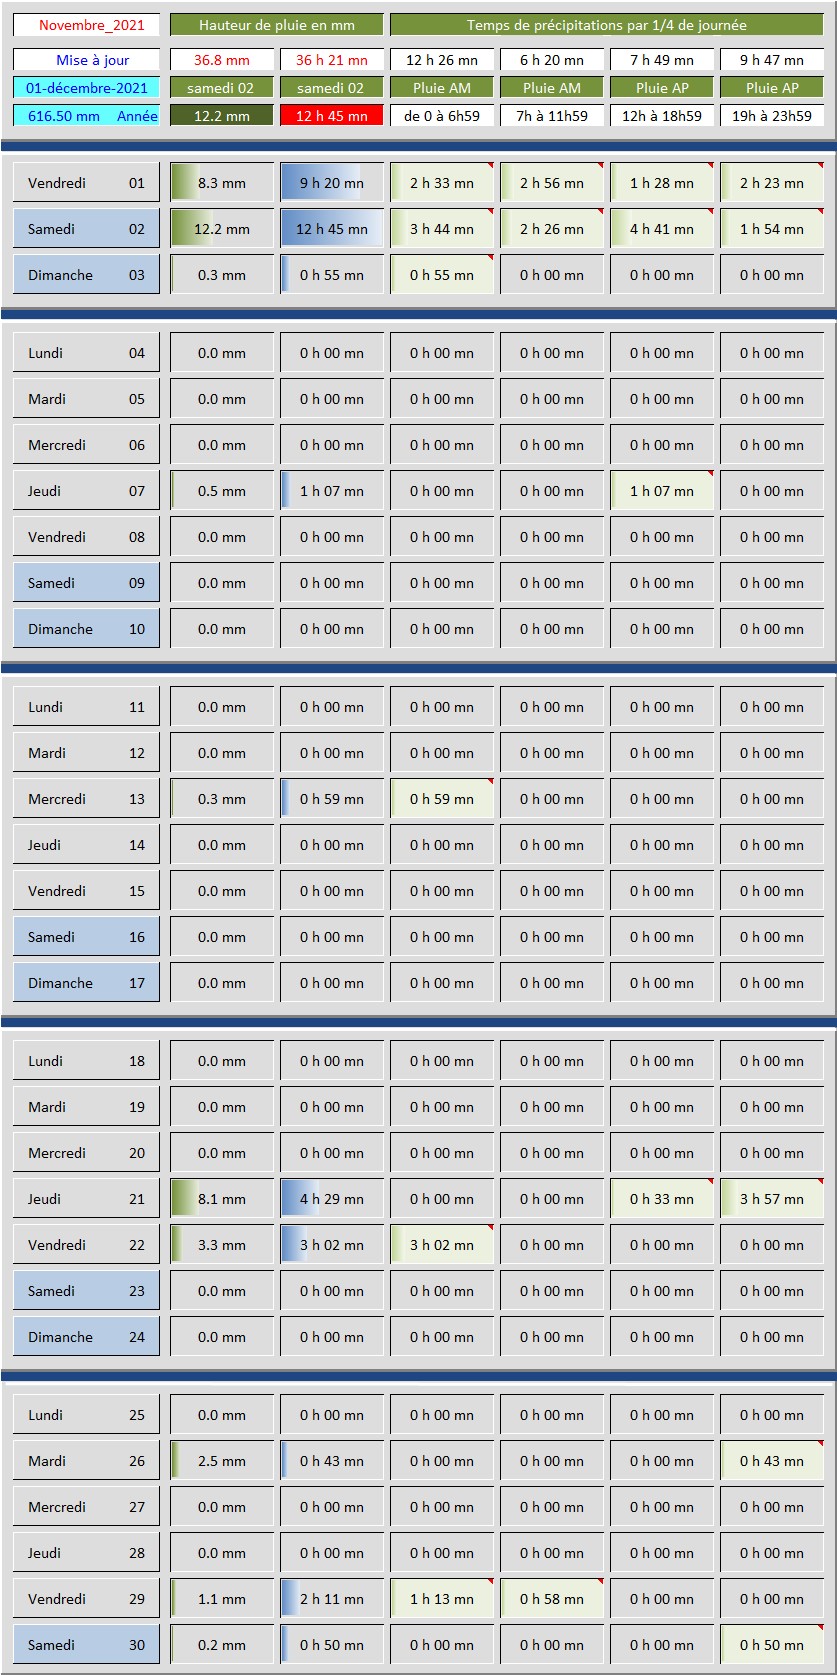 Novembre_2021 Hauteur de pluie en mm Temps de précipitations par 1/4 de journée
Mise à jour 36.8 mm 36 h 21 mn 12 h 26 mn 6 h 20 mn 7 h 49 mn 9 h 47 mn
01-décembre-2021 samedi 02 samedi 02 Pluie AM Pluie AM Pluie AP Pluie AP
616.50 mm Année 12.2 mm 12 h 45 mn de 0 à 6h59 7h à 11h59 12h à 18h59 19h à 23h59
Vendredi 01 8.3 mm 9 h 20 mn 2 h 33 mn 2 h 56 mn 1 h 28 mn 2 h 23 mn
Samedi 02 12.2 mm 12 h 45 mn 3 h 44 mn 2 h 26 mn 4 h 41 mn 1 h 54 mn
Dimanche 03 0.3 mm 0 h 55 mn 0 h 55 mn 0 h 00 mn 0 h 00 mn 0 h 00 mn
Lundi 04 0.0 mm 0 h 00 mn 0 h 00 mn 0 h 00 mn 0 h 00 mn 0 h 00 mn
Mardi 05 0.0 mm 0 h 00 mn 0 h 00 mn 0 h 00 mn 0 h 00 mn 0 h 00 mn
Mercredi 06 0.0 mm 0 h 00 mn 0 h 00 mn 0 h 00 mn 0 h 00 mn 0 h 00 mn
Jeudi 07 0.5 mm 1 h 07 mn 0 h 00 mn 0 h 00 mn 1 h 07 mn 0 h 00 mn
Vendredi 08 0.0 mm 0 h 00 mn 0 h 00 mn 0 h 00 mn 0 h 00 mn 0 h 00 mn
Samedi 09 0.0 mm 0 h 00 mn 0 h 00 mn 0 h 00 mn 0 h 00 mn 0 h 00 mn
Dimanche 10 0.0 mm 0 h 00 mn 0 h 00 mn 0 h 00 mn 0 h 00 mn 0 h 00 mn
Lundi 11 0.0 mm 0 h 00 mn 0 h 00 mn 0 h 00 mn 0 h 00 mn 0 h 00 mn
Mardi 12 0.0 mm 0 h 00 mn 0 h 00 mn 0 h 00 mn 0 h 00 mn 0 h 00 mn
Mercredi 13 0.3 mm 0 h 59 mn 0 h 59 mn 0 h 00 mn 0 h 00 mn 0 h 00 mn
Jeudi 14 0.0 mm 0 h 00 mn 0 h 00 mn 0 h 00 mn 0 h 00 mn 0 h 00 mn
Vendredi 15 0.0 mm 0 h 00 mn 0 h 00 mn 0 h 00 mn 0 h 00 mn 0 h 00 mn
Samedi 16 0.0 mm 0 h 00 mn 0 h 00 mn 0 h 00 mn 0 h 00 mn 0 h 00 mn
Dimanche 17 0.0 mm 0 h 00 mn 0 h 00 mn 0 h 00 mn 0 h 00 mn 0 h 00 mn
Lundi 18 0.0 mm 0 h 00 mn 0 h 00 mn 0 h 00 mn 0 h 00 mn 0 h 00 mn
Mardi 19 0.0 mm 0 h 00 mn 0 h 00 mn 0 h 00 mn 0 h 00 mn 0 h 00 mn
Mercredi 20 0.0 mm 0 h 00 mn 0 h 00 mn 0 h 00 mn 0 h 00 mn 0 h 00 mn
Jeudi 21 8.1 mm 4 h 29 mn 0 h 00 mn 0 h 00 mn 0 h 33 mn 3 h 57 mn
Vendredi 22 3.3 mm 3 h 02 mn 3 h 02 mn 0 h 00 mn 0 h 00 mn 0 h 00 mn
Samedi 23 0.0 mm 0 h 00 mn 0 h 00 mn 0 h 00 mn 0 h 00 mn 0 h 00 mn
Dimanche 24 0.0 mm 0 h 00 mn 0 h 00 mn 0 h 00 mn 0 h 00 mn 0 h 00 mn
Lundi 25 0.0 mm 0 h 00 mn 0 h 00 mn 0 h 00 mn 0 h 00 mn 0 h 00 mn
Mardi 26 2.5 mm 0 h 43 mn 0 h 00 mn 0 h 00 mn 0 h 00 mn 0 h 43 mn
Mercredi 27 0.0 mm 0 h 00 mn 0 h 00 mn 0 h 00 mn 0 h 00 mn 0 h 00 mn
Jeudi 28 0.0 mm 0 h 00 mn 0 h 00 mn 0 h 00 mn 0 h 00 mn 0 h 00 mn
Vendredi 29 1.1 mm 2 h 11 mn 1 h 13 mn 0 h 58 mn 0 h 00 mn 0 h 00 mn
Samedi 30 0.2 mm 0 h 50 mn 0 h 00 mn 0 h 00 mn 0 h 00 mn 0 h 50 mn